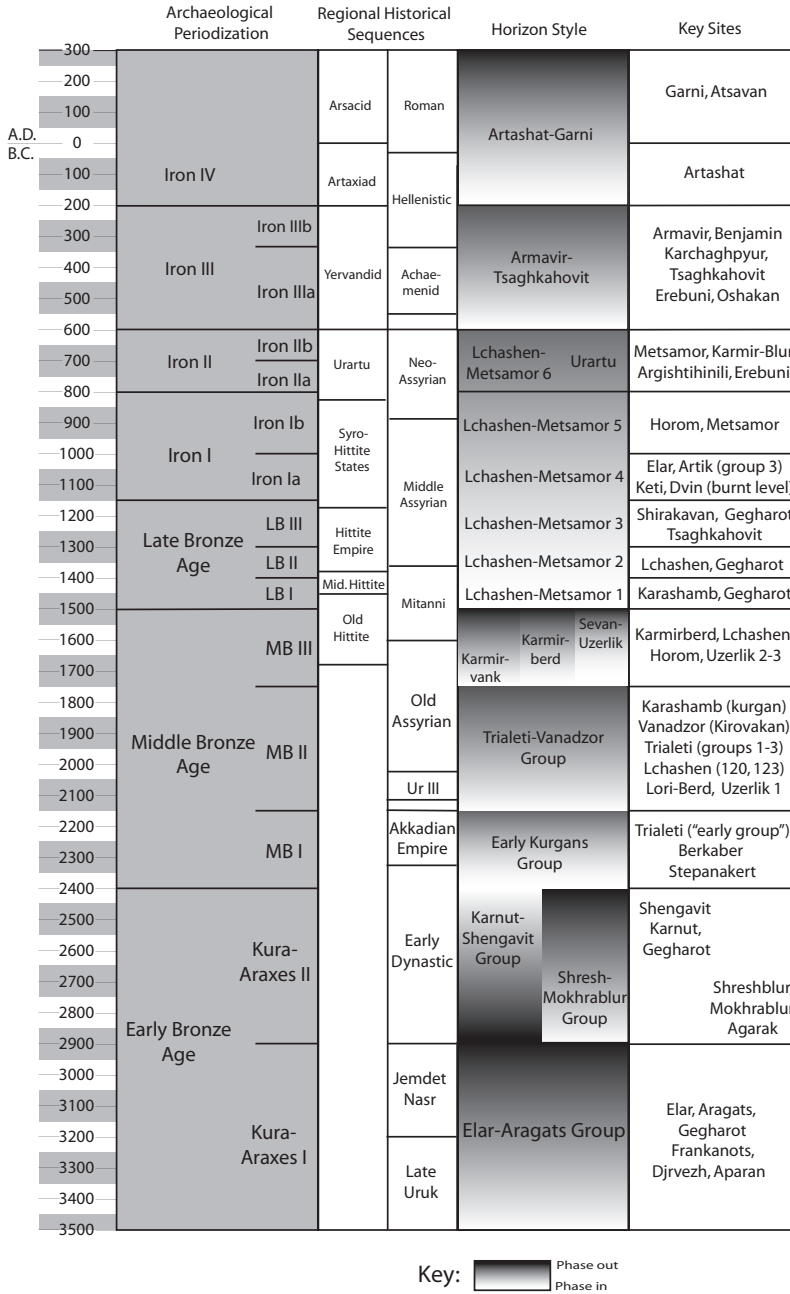 Archaeological
Periodization
Regional Historical
Sequences
Horizon Style
Key Sites
A.D.
B.C.
300
200
100
0
100
200
300
400
500
600
700
800
900
1000
1100
1200
1300
1400
1500
1600
1700
1800
1900
2000
2100
2200
2300
2400
2500
2600
2700
2800
2900
3000
3100
3200
3300
3400
3500
Iron IV
Iron III
Iron IIIb
Iron IIIa
Iron II
Iron IIb
Iron IIa
Iron I
Iron Ib
Iron Ia
Late Bronze
Age
LB III
LB II
LB I
Middle Bronze
Age
MB III
MB II
MB I
Early Bronze
Age
Kura-
Araxes II
Kura-
Araxes I
Arsacid
Artaxiad
Yervandid
Urartu
Syro-
Hittite
States
Hittite
Empire
Mid. Hittite
Old
Hittite
Roman
Hellenistic
Achae-
menid
Neo-
Assyrian
Middle
Assyrian
Mitanni
Old
Assyrian
Ur III
Akkadian
Empire
Early
Dynastic
Jemdet
Nasr
Late
Uruk
Artashat-Garni
Armavir-
Tsaghkahovit
Lchashen-
Metsamor 6
Urartu
Lchashen-Metsamor 5
Lchashen-Metsamor 4
Lchashen-Metsamor 3
Lchashen-Metsamor 2
Lchashen-Metsamor 1
Karmir-
vank
Karmir-
berd
Sevan-
Uzerlik
Trialeti-Vanadzor
Group
Early Kurgans
Group
Karnut-
Shengavit
Group
Shresh-
Mokhrablur
Group
Elar-Aragats Group
Garni, Atsavan
Artashat
Armavir, Benjamin
Karchaghpyur,
Tsaghkahovit
Erebuni, Oshakan
Metsamor, Karmir-Blur
Argishtihinili, Erebuni
Horom, Metsamor
Elar, Artik (group 3)
Keti, Dvin (burnt level)
Shirakavan, Gegharot
Tsaghkahovit
Lchashen, Gegharot
Karashamb, Gegharot
Karmirberd, Lchashen
Horom, Uzerlik 2-3
Karashamb (kurgan)
Vanadzor (Kirovakan)
Trialeti (groups 1-3)
Lchashen (120, 123)
Lori-Berd, Uzerlik 1
Trialeti (“early group”)
Berkaber
Stepanakert
Shengavit
Karnut,
Gegharot
Shreshblur
Mokhrablur
Agarak
Elar, Aragats,
Gegharot
Frankanots,
Djrvezh, Aparan
Key:
Phase out
Phase in